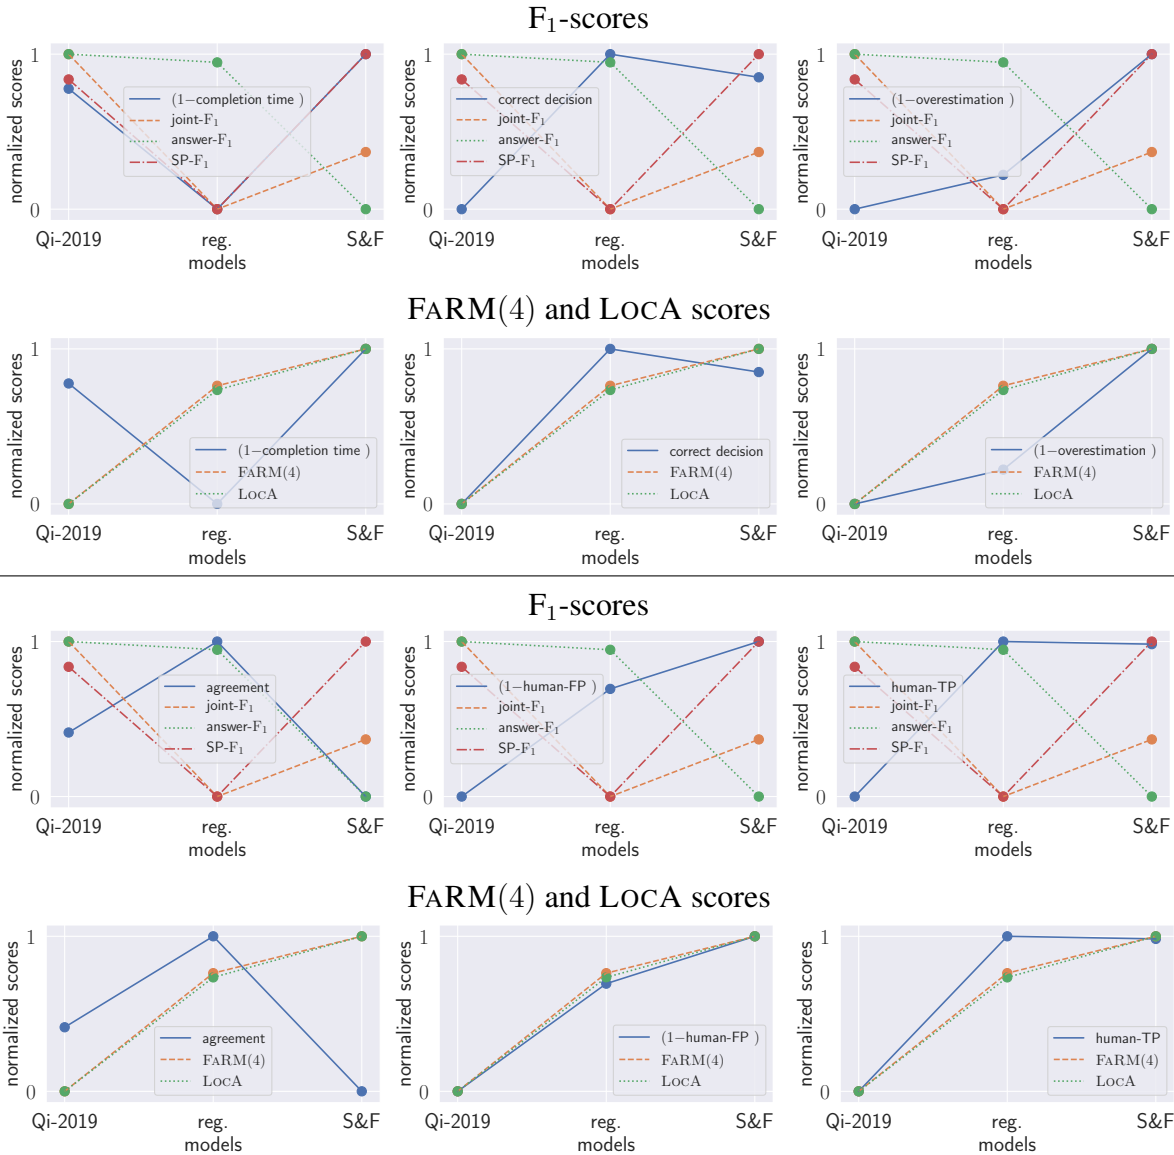 F₁-scores
normalized scores
1
0
(1−completion time )
joint-F₁
answer-F₁
SP-F₁
Qi-2019
reg.
models
S&F
normalized scores
1
0
correct decision
joint-F₁
answer-F₁
SP-F₁
Qi-2019
reg.
models
S&F
normalized scores
1
0
(1−overestimation )
joint-F₁
answer-F₁
SP-F₁
Qi-2019
reg.
models
S&F
FARM(4) and LOCA scores
normalized scores
1
0
(1−completion time )
FARM(4)
LOCA
Qi-2019
reg.
models
S&F
normalized scores
1
0
correct decision
FARM(4)
LOCA
Qi-2019
reg.
models
S&F
normalized scores
1
0
(1−overestimation )
FARM(4)
LOCA
Qi-2019
reg.
models
S&F
F₁-scores
normalized scores
1
0
agreement
joint-F₁
answer-F₁
SP-F₁
Qi-2019
reg.
models
S&F
normalized scores
1
0
(1−human-FP )
joint-F₁
answer-F₁
SP-F₁
Qi-2019
reg.
models
S&F
normalized scores
1
0
human-TP
joint-F₁
answer-F₁
SP-F₁
Qi-2019
reg.
models
S&F
FARM(4) and LOCA scores
normalized scores
1
0
agreement
FARM(4)
LOCA
Qi-2019
reg.
models
S&F
normalized scores
1
0
(1−human-FP )
FARM(4)
LOCA
Qi-2019
reg.
models
S&F
normalized scores
1
0
human-TP
FARM(4)
LOCA
Qi-2019
reg.
models
S&F